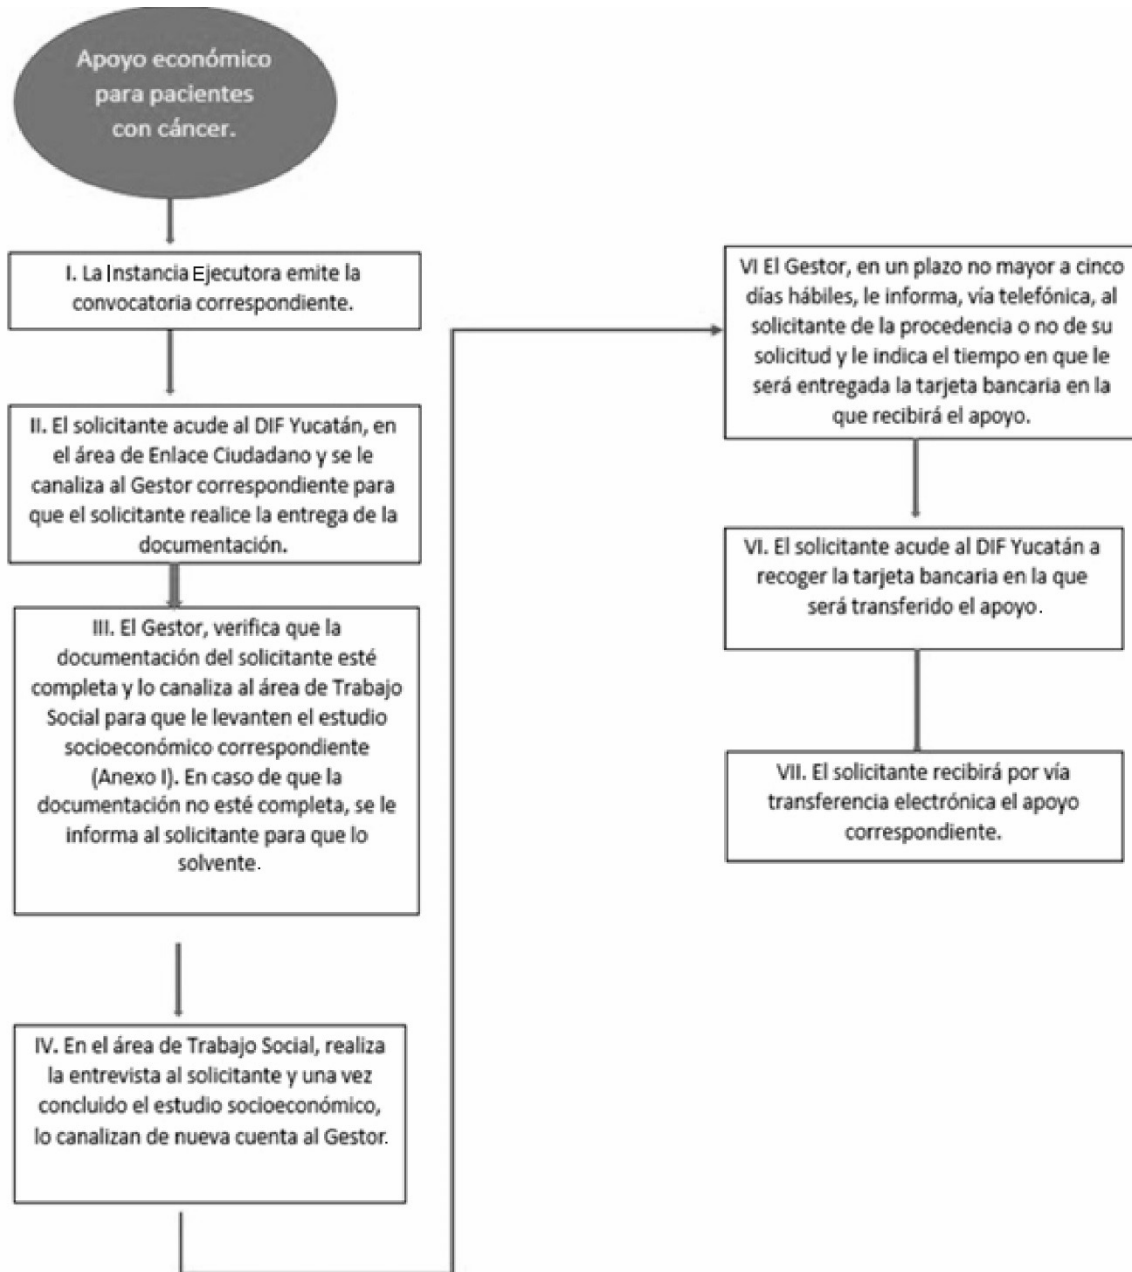 Apoyo económico
para pacientes
con cáncer.
I. La Instancia Ejecutora emite la
convocatoria correspondiente.
II. El solicitante acude al DIF Yucatán, en
el área de Enlace Ciudadano y se le
canaliza al Gestor correspondiente para
que el solicitante realice la entrega de la
documentación.
III. El Gestor, verifica que la
documentación del solicitante esté
completa y lo canaliza al área de Trabajo
Social para que le levanten el estudio
socioeconómico correspondiente
(Anexo I). En caso de que la
documentación no esté completa, se le
informa al solicitante para que lo
solvente.
IV. En el área de Trabajo Social, realiza
la entrevista al solicitante y una vez
concluido el estudio socioeconómico,
lo canalizan de nueva cuenta al Gestor.
VI El Gestor, en un plazo no mayor a cinco
días hábiles, le informa, vía telefónica, al
solicitante de la procedencia o no de su
solicitud y le indica el tiempo en que le
será entregada la tarjeta bancaria en la
que recibirá el apoyo.
VI. El solicitante acude al DIF Yucatán a
recoger la tarjeta bancaria en la que
será transferido el apoyo.
VII. El solicitante recibirá por vía
transferencia electrónica el apoyo
correspondiente.